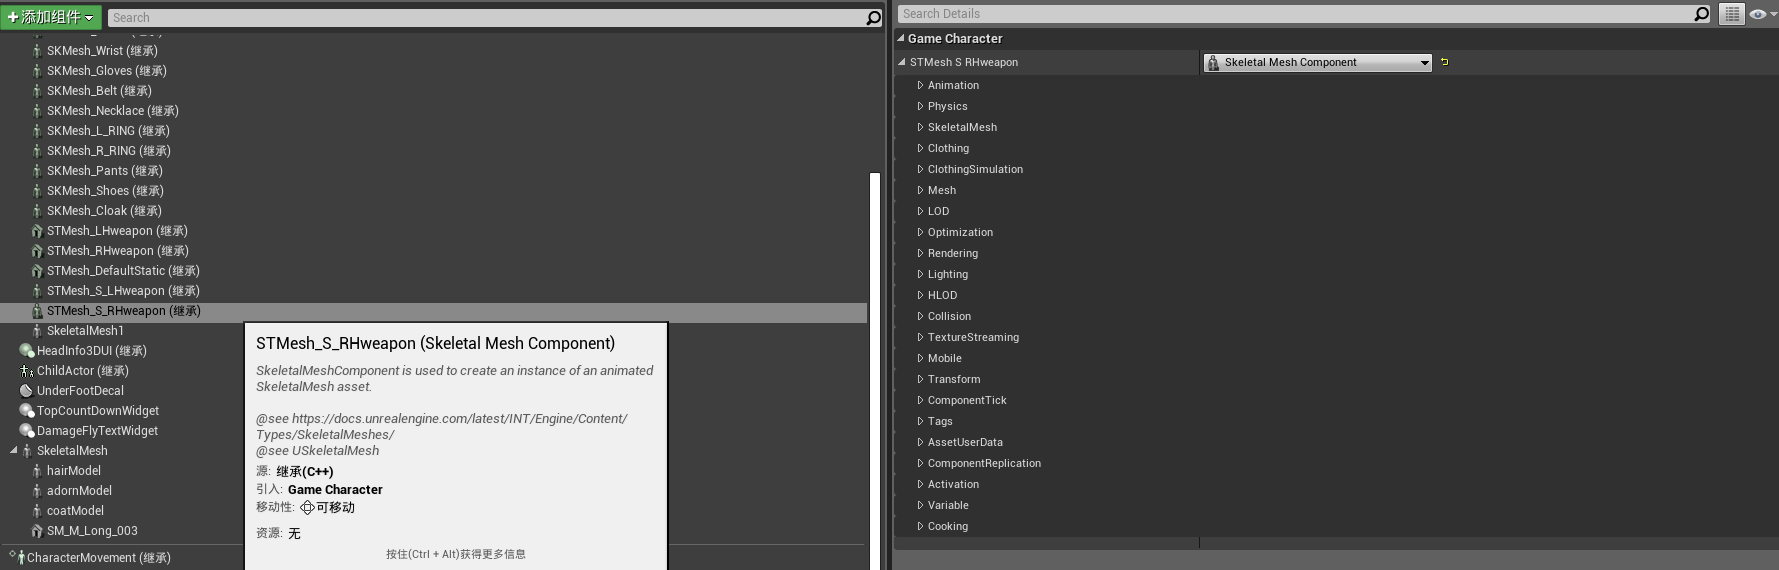 添加组件
Search
SKMesh_Wrist (继承)
SKMesh_Gloves (继承)
SKMesh_Belt (继承)
SKMesh_Necklace (继承)
SKMesh_L_RING (继承)
SKMesh_R_RING (继承)
SKMesh_Pants (继承)
SKMesh_Shoes (继承)
SKMesh_Cloak (继承)
STMesh_LHweapon (继承)
STMesh_RHweapon (继承)
STMesh_DefaultStatic (继承)
STMesh_S_LHweapon (继承)
STMesh_S_RHweapon (继承)
SkeletalMesh1
HeadInfo3DUI (继承)
ChildActor (继承)
UnderFootDecal
TopCountDownWidget
DamageFlyTextWidget
SkeletalMesh
hairModel
adornModel
coatModel
SM_M_Long_003
CharacterMovement (继承)
STMesh_S_RHweapon (Skeletal Mesh Component)
SkeletalMeshComponent is used to create an instance of an animated
SkeletalMesh asset.
@see https://docs.unrealengine.com/latest/INT/Engine/Content/
Types/SkeletalMeshes/
@see USkeletalMesh
源: 继承(C++)
引入: Game Character
移动性: 可移动
资源: 无
按住(Ctrl + Alt)获得更多信息
Search Details
Game Character
STMesh S RHweapon
Skeletal Mesh Component
Animation
Physics
SkeletalMesh
Clothing
ClothingSimulation
Mesh
LOD
Optimization
Rendering
Lighting
HLOD
Collision
TextureStreaming
Mobile
Transform
ComponentTick
Tags
AssetUserData
ComponentReplication
Activation
Variable
Cooking